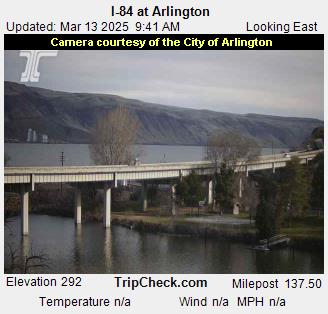 I-84 at Arlington
Updated: Mar 13 2025 9:41 AM Looking East
Camera courtesy of the City of Arlington
Elevation 292 TripCheck.com Milepost 137.50
Temperature n/a Wind n/a MPH n/a